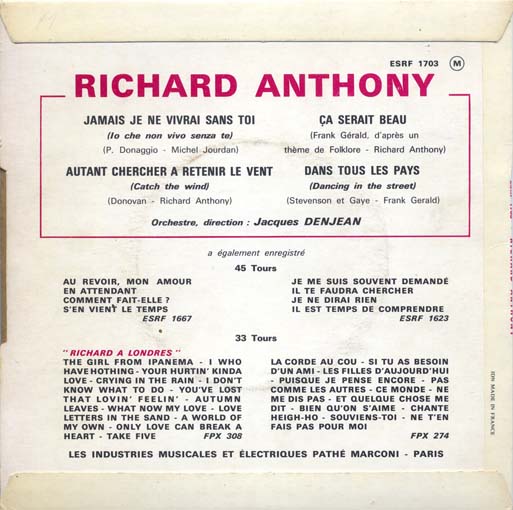 ESRF 1703 M
RICHARD ANTHONY
JAMAIS JE NE VIVRAI SANS TOI
(Io che non vivo senza te)
(P. Donaggio - Michel Jourdan)
AUTANT CHERCHER A RETENIR LE VENT
(Catch the wind)
(Donovan - Richard Anthony)
ÇA SERAIT BEAU
(Frank Gérald, d'après un
thème de Folklore - Richard Anthony)
DANS TOUS LES PAYS
(Dancing in the street)
(Stevenson et Gaye - Frank Gerald)
Orchestre, direction : Jacques DENJEAN
a également enregistré
45 Tours
AU REVOIR, MON AMOUR
EN ATTENDANT
COMMENT FAIT-ELLE ?
S'EN VIENT LE TEMPS
ESRF 1667
JE ME SUIS SOUVENT DEMANDÉ
IL TE FAUDRA CHERCHER
JE NE DIRAI RIEN
IL EST TEMPS DE COMPRENDRE
ESRF 1623
33 Tours
"RICHARD A LONDRES"
THE GIRL FROM IPANEMA - I WHO
HAVE HOTHING - YOUR HURTIN' KINDA
LOVE - CRYING IN THE RAIN - I DON'T
KNOW WHAT TO DO - YOU'VE LOST
THAT LOVIN' FEELIN' - AUTUMN
LEAVES - WHAT NOW MY LOVE - LOVE
LETTERS IN THE SAND - A WORLD OF
MY OWN - ONLY LOVE CAN BREAK A
HEART - TAKE FIVE FPX 308
LA CORDE AU COU - SI TU AS BESOIN
D'UN AMI - LES FILLES D'AUJOURD'HUI
- PUISQUE JE PENSE ENCORE - PAS
COMME LES AUTRES - CE MONDE - NE
ME DIS PAS - ET QUELQUE CHOSE ME
DIT - BIEN QU'ON S'AIME - CHANTE
HEIGH-HO - SOUVIENS-TOI - NE T'EN
FAIS PAS POUR MOI
FPX 274
LES INDUSTRIES MUSICALES ET ÉLECTRIQUES PATHÉ MARCONI - PARIS
IDN MADE IN FRANCE